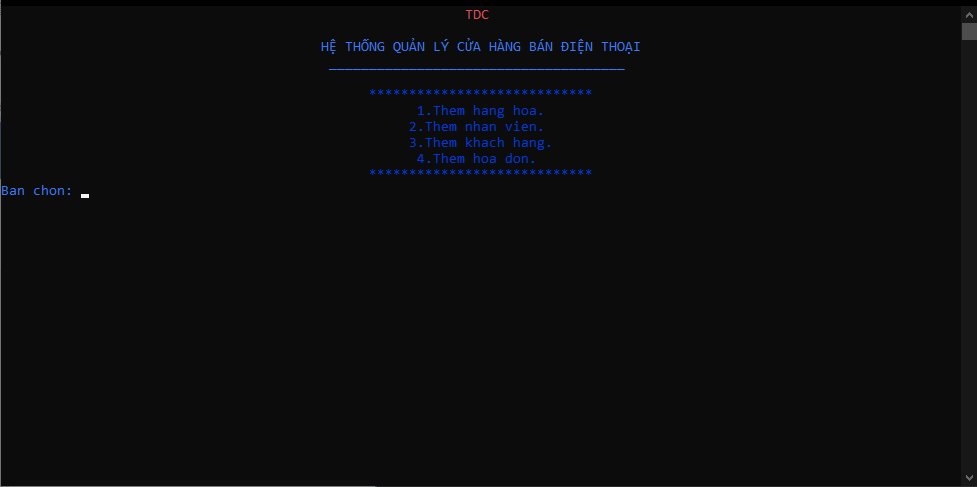 TDC
HỆ THỐNG QUẢN LÝ CỬA HÀNG BÁN ĐIỆN THOẠI
_____________________________________
****************************
1.Them hang hoa.
2.Them nhan vien.
3.Them khach hang.
4.Them hoa don.
****************************
Ban chon: